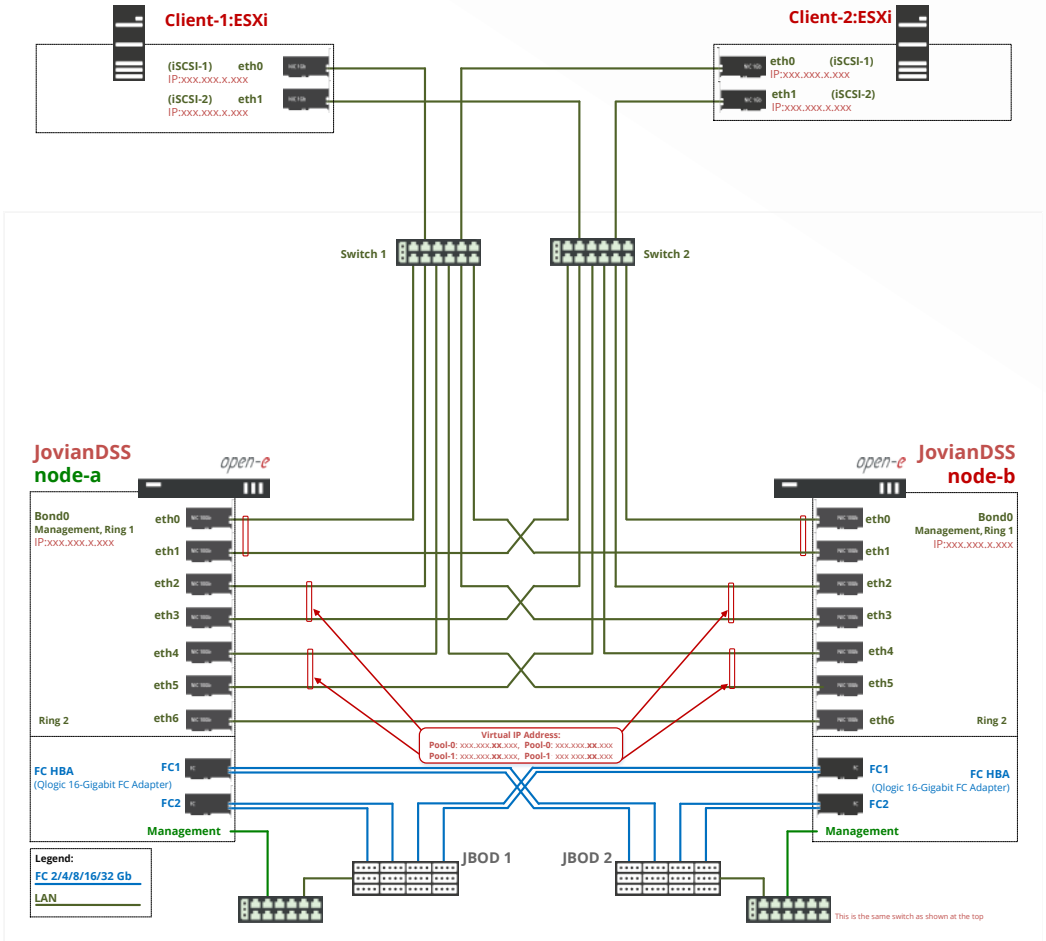 Client-1:ESXi
Client-2:ESXi
(iSCSI-1) eth0
IP:xxx.xxx.x.xxx
(iSCSI-2) eth1
IP:xxx.xxx.x.xxx
eth0 (iSCSI-1)
IP:xxx.xxx.x.xxx
eth1 (iSCSI-2)
IP:xxx.xxx.x.xxx
Switch 1
Switch 2
JovianDSS
node-a
open-e
open-e
JovianDSS
node-b
Bond0
Management, Ring 1
IP:xxx.xxx.x.xxx
eth0
eth1
eth2
eth3
eth4
eth5
Ring 2
eth6
eth0
eth1
eth2
eth3
eth4
eth5
eth6
Bond0
Management, Ring 1
IP:xxx.xxx.x.xxx
Ring 2
Virtual IP Address:
Pool-0: xxx.xxx.xx.xxx, Pool-0: xxx.xxx.xx.xxx
Pool-1: xxx.xxx.xx.xxx, Pool-1 xxx xxx.xx.xxx
FC HBA
(Qlogic 16-Gigabit FC Adapter)
FC1
FC2
Management
FC1
FC2
FC HBA
(Qlogic 16-Gigabit FC Adapter)
Management
JBOD 1
JBOD 2
Legend:
FC 2/4/8/16/32 Gb
LAN
This is the same switch as shown at the top